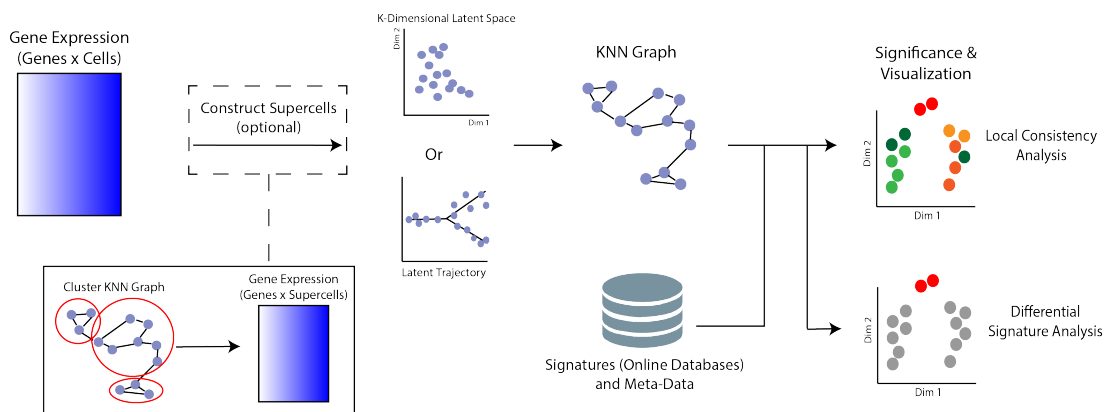 Gene Expression
(Genes x Cells)
Construct Supercells
(optional)
K-Dimensional Latent Space
Dim 2
Dim 1
Or
Latent Trajectory
KNN Graph
Significance &
Visualization
Dim 2
Dim 1
Local Consistency
Analysis
Cluster KNN Graph
Gene Expression
(Genes x Supercells)
Signatures (Online Databases)
and Meta-Data
Dim 2
Dim 1
Differential
Signature Analysis